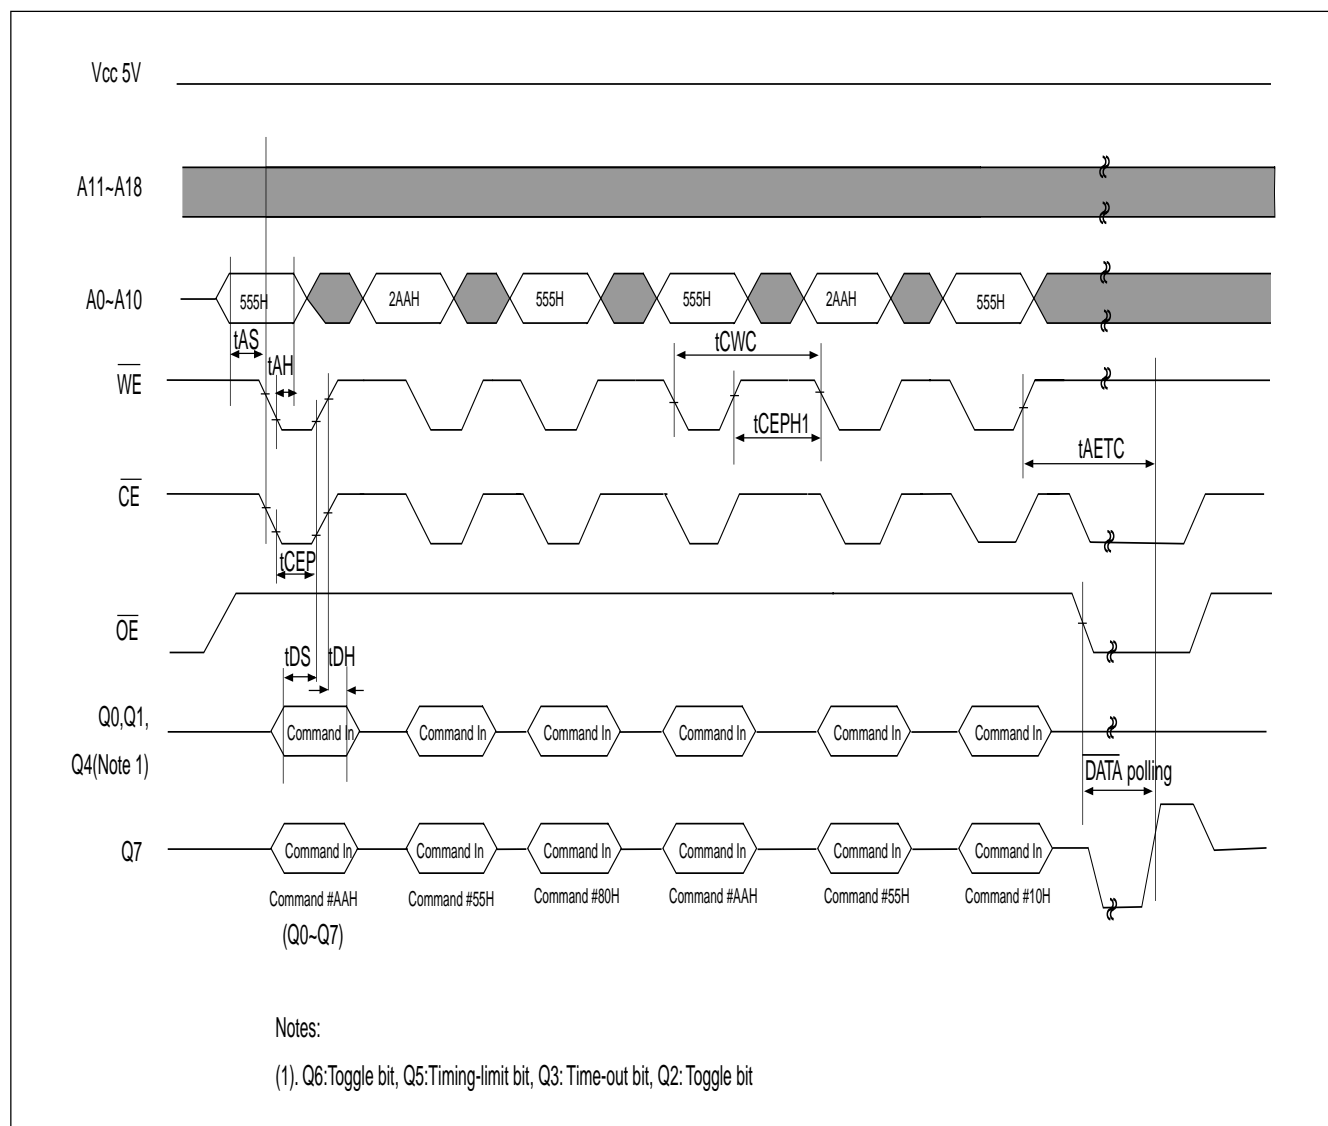 Vcc 5V
A11~A18
A0~A10
555H 2AAH 555H 555H 2AAH 555H
tAS
tAH
tCWC
WE
tCEPH1
tAETC
CE
tCEP
OE
tDS tDH
Q0,Q1,
Q4(Note 1)
Command In Command In Command In Command In Command In Command In
DATA polling
Q7
Command In Command In Command In Command In Command In Command In
Command #AAH Command #55H Command #80H Command #AAH Command #55H Command #10H
(Q0~Q7)
Notes:
(1). Q6:Toggle bit, Q5:Timing-limit bit, Q3: Time-out bit, Q2: Toggle bit